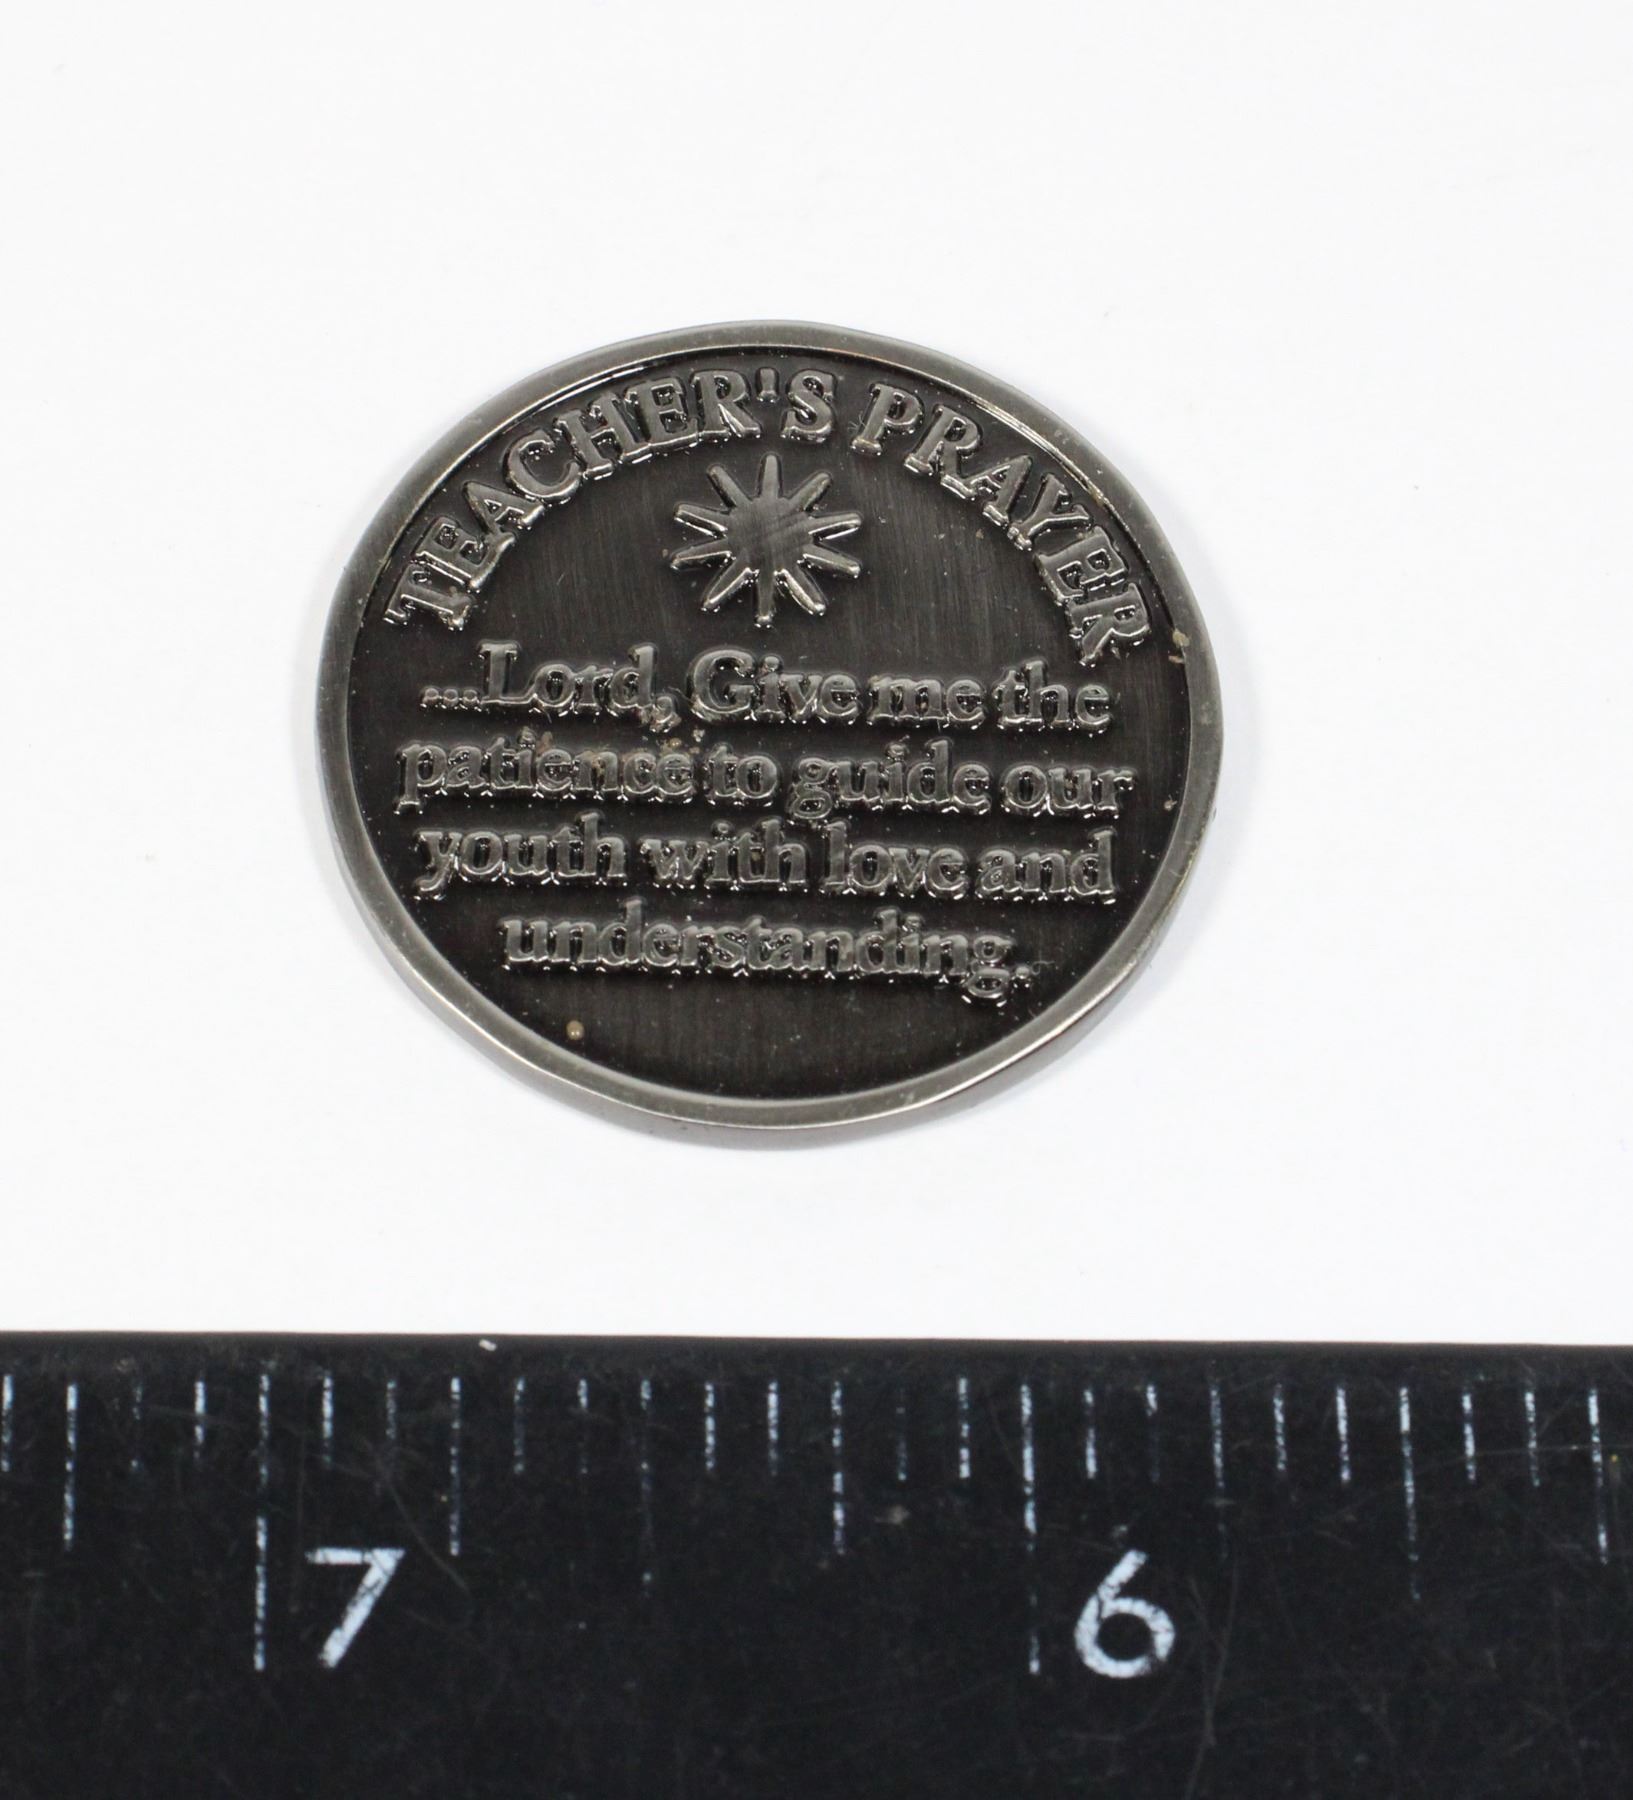 TEACHER'S PRAYER
...Lord, Give me the
patience to guide our
youth with love and
understanding.
7 6